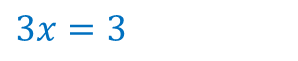 3𝑥 = 3